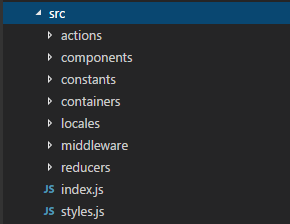 src
actions
components
constants
containers
locales
middleware
reducers
JS index.js
JS styles.js